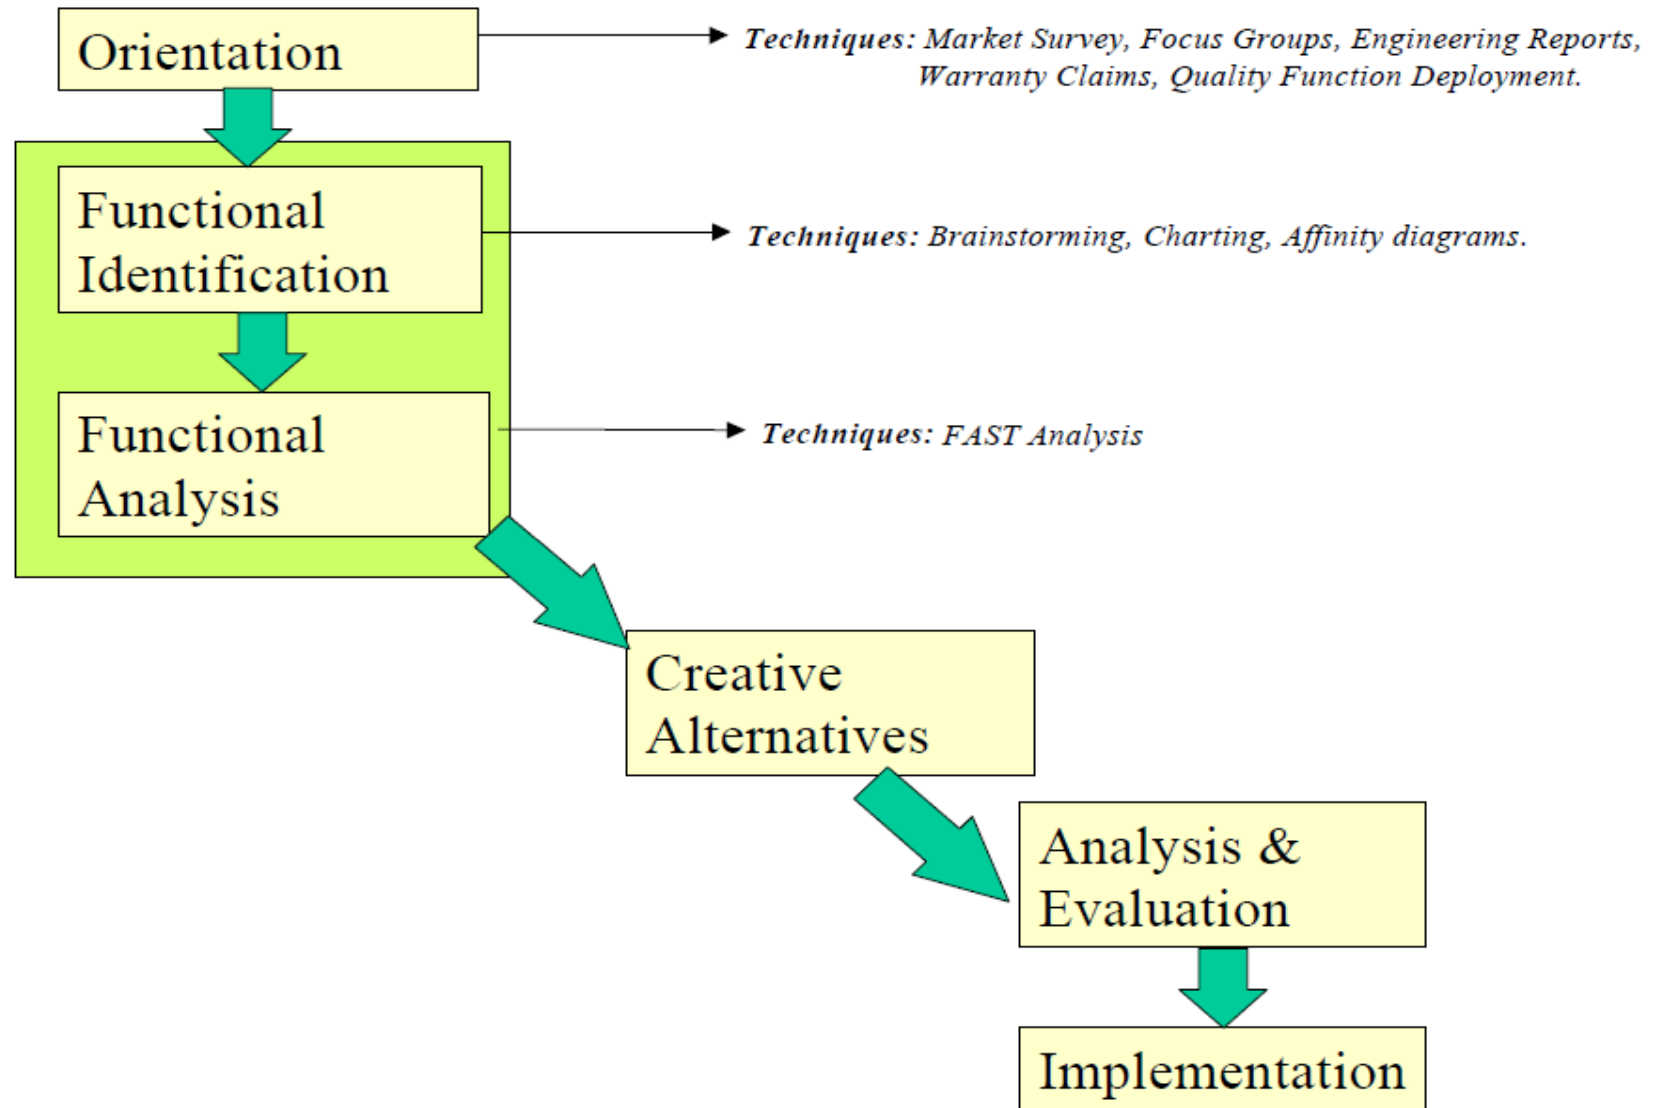 Orientation
Techniques: Market Survey, Focus Groups, Engineering Reports,
Warranty Claims, Quality Function Deployment.
Functional
Identification
Techniques: Brainstorming, Charting, Affinity diagrams.
Functional
Analysis
Techniques: FAST Analysis
Creative
Alternatives
Analysis &
Evaluation
Implementation